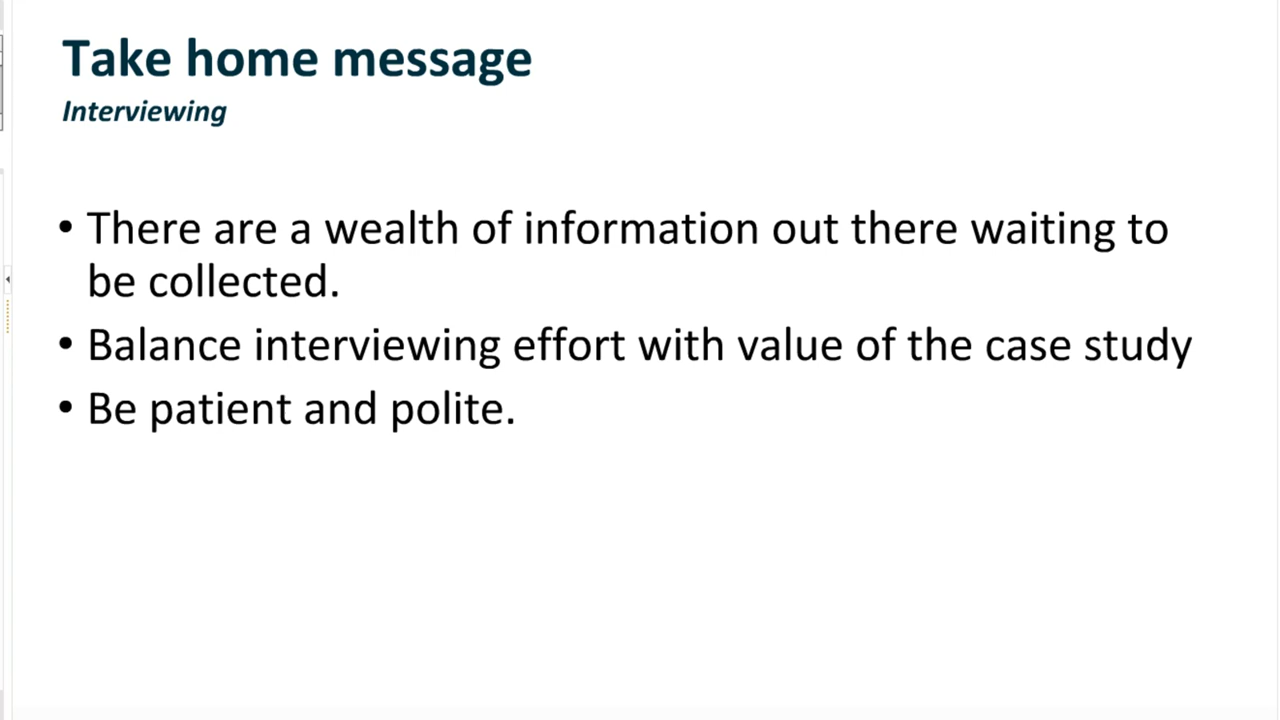 Take home message
Interviewing
• There are a wealth of information out there waiting to
be collected.
• Balance interviewing effort with value of the case study
• Be patient and polite.